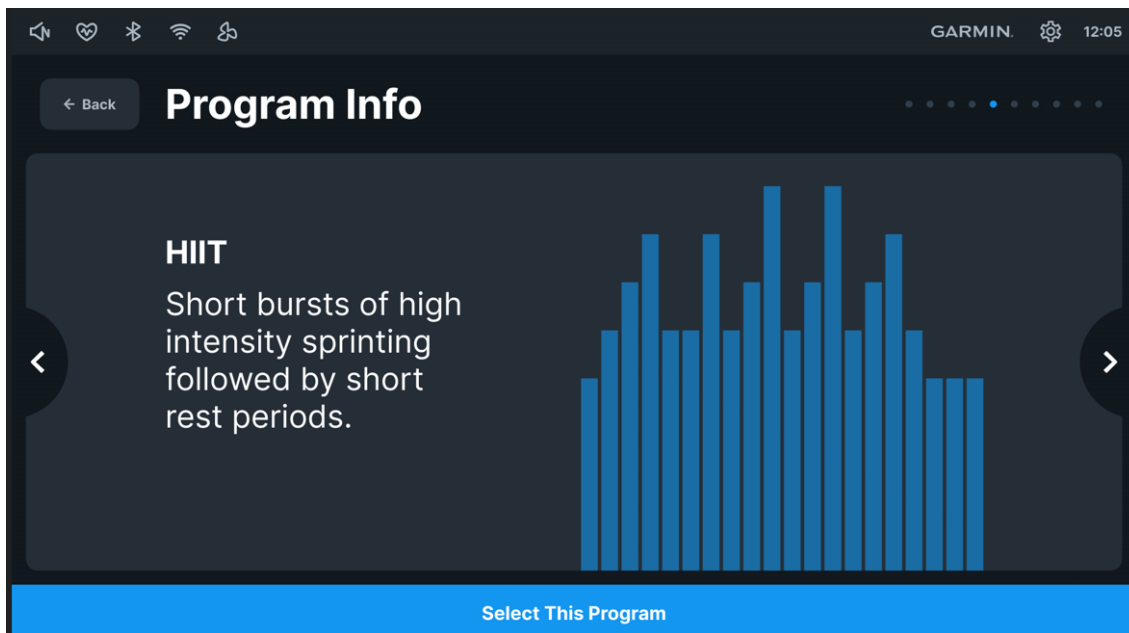 GARMIN.
12:05
← Back
Program Info
HIIT
Short bursts of high
intensity sprinting
followed by short
rest periods.
Select This Program